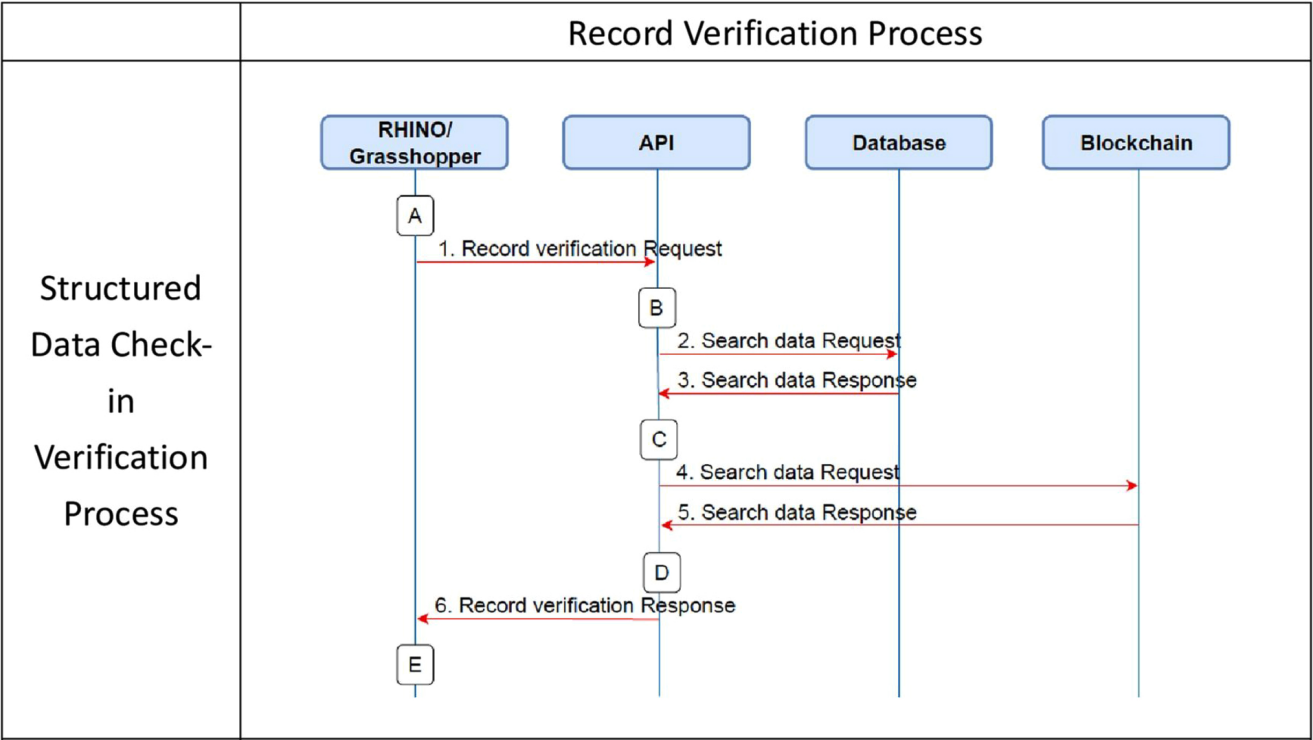 Record Verification Process
Structured
Data Check-
in
Verification
Process
RHINO/
Grasshopper
API
Database
Blockchain
A
1. Record verification Request
B
2. Search data Request
3. Search data Response
C
4. Search data Request
5. Search data Response
D
6. Record verification Response
E